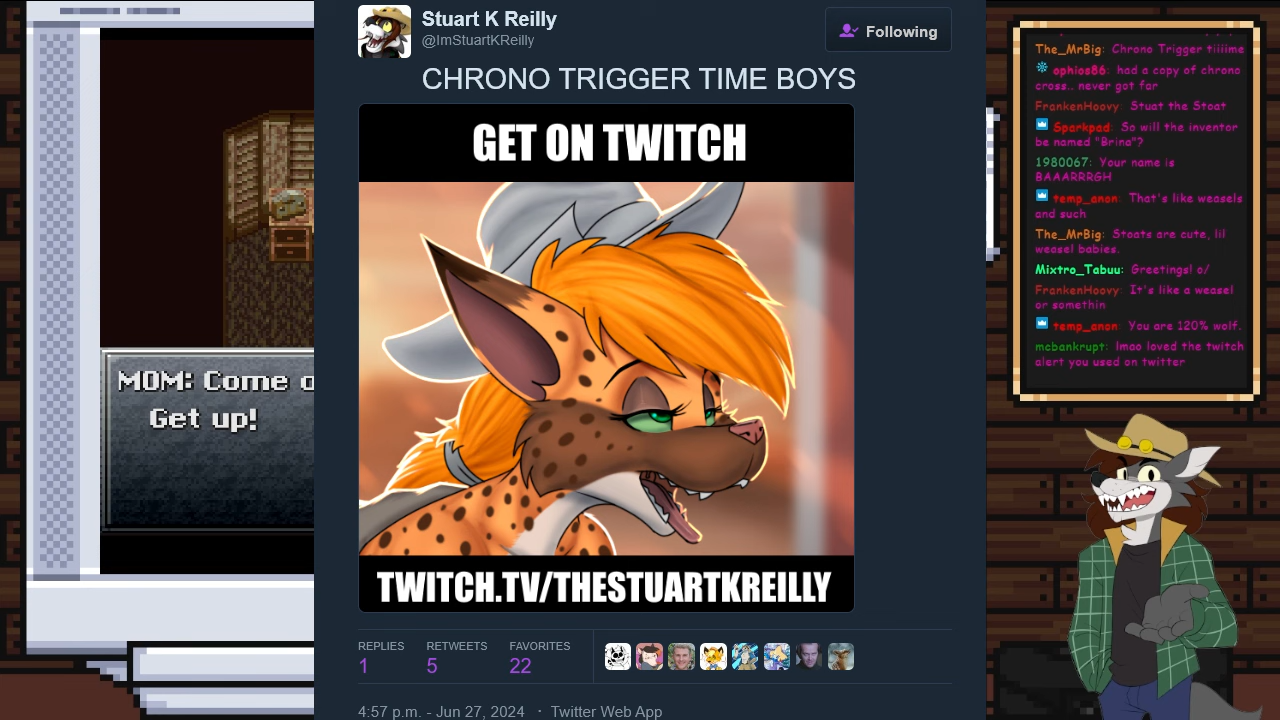 MOM: Come
Get up!
Stuart K Reilly
@ImStuartKReilly
Following
CHRONO TRIGGER TIME BOYS
GET ON TWITCH
TWITCH.TV/THESTUARTKREILLY
REPLIES RETWEETS FAVORITES
1 5 22
4:57 p.m. - Jun 27, 2024 · Twitter Web App
The_MrBig: Chrono Trigger tiiiime
ophios86: had a copy of chrono
cross.. never got far
FrankenHoovy: Stuat the Stoat
Sparkpad: So will the inventor
be named "Brina"?
1980067: Your name is
BAAARRRGH
temp_anon: That's like weasels
and such
The_MrBig: Stoats are cute, lil
weasel babies.
Mixtro_Tabuu: Greetings! o/
FrankenHoovy: It's like a weasel
or somethin
temp_anon: You are 120% wolf.
mcbankrupt: lmao loved the twitch
alert you used on twitter